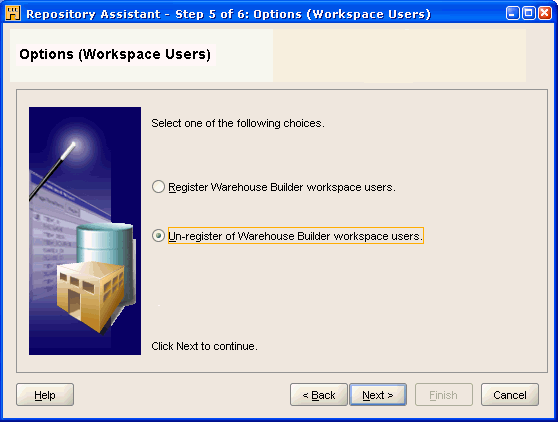 Repository Assistant - Step 5 of 6: Options (Workspace Users)
Options (Workspace Users)
Select one of the following choices.
Register Warehouse Builder workspace users.
Un-register of Warehouse Builder workspace users.
Click Next to continue.
Help
< Back
Next >
Finish
Cancel